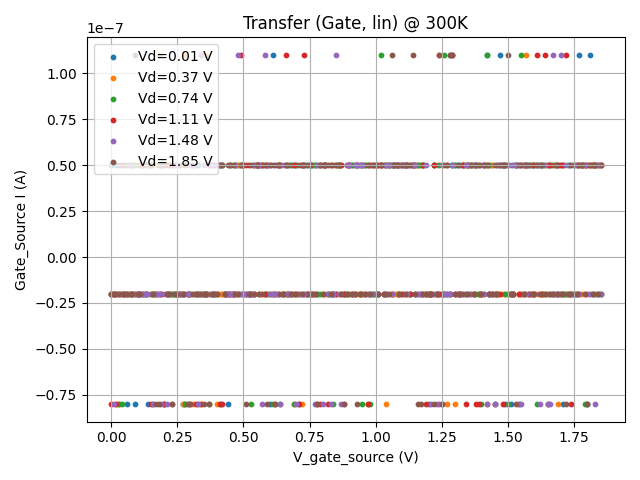 Transfer (Gate, lin) @ 300K
1e−7
1.00
0.75
0.50
0.25
0.00
−0.25
−0.50
−0.75
Gate_Source I (A)
Vd=0.01 V
Vd=0.37 V
Vd=0.74 V
Vd=1.11 V
Vd=1.48 V
Vd=1.85 V
0.00 0.25 0.50 0.75 1.00 1.25 1.50 1.75
V_gate_source (V)